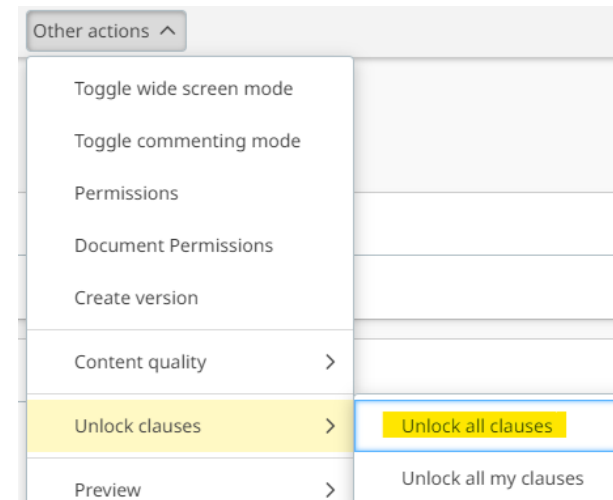 Other actions
Toggle wide screen mode
Toggle commenting mode
Permissions
Document Permissions
Create version
Content quality
Unlock clauses
Unlock all clauses
Unlock all my clauses
Preview